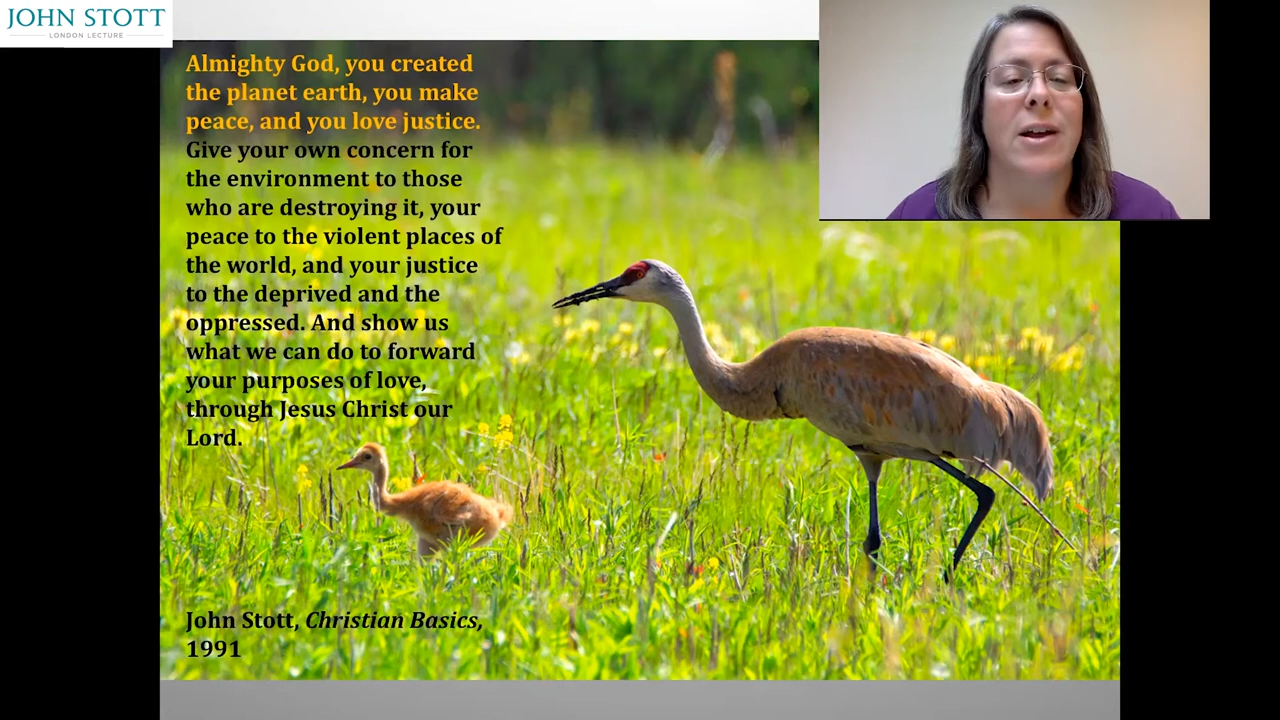 JOHN STOTT
LONDON LECTURE
Almighty God, you created
the planet earth, you make
peace, and you love justice.
Give your own concern for
the environment to those
who are destroying it, your
peace to the violent places of
the world, and your justice
to the deprived and the
oppressed. And show us
what we can do to forward
your purposes of love,
through Jesus Christ our
Lord.
John Stott, Christian Basics,
1991